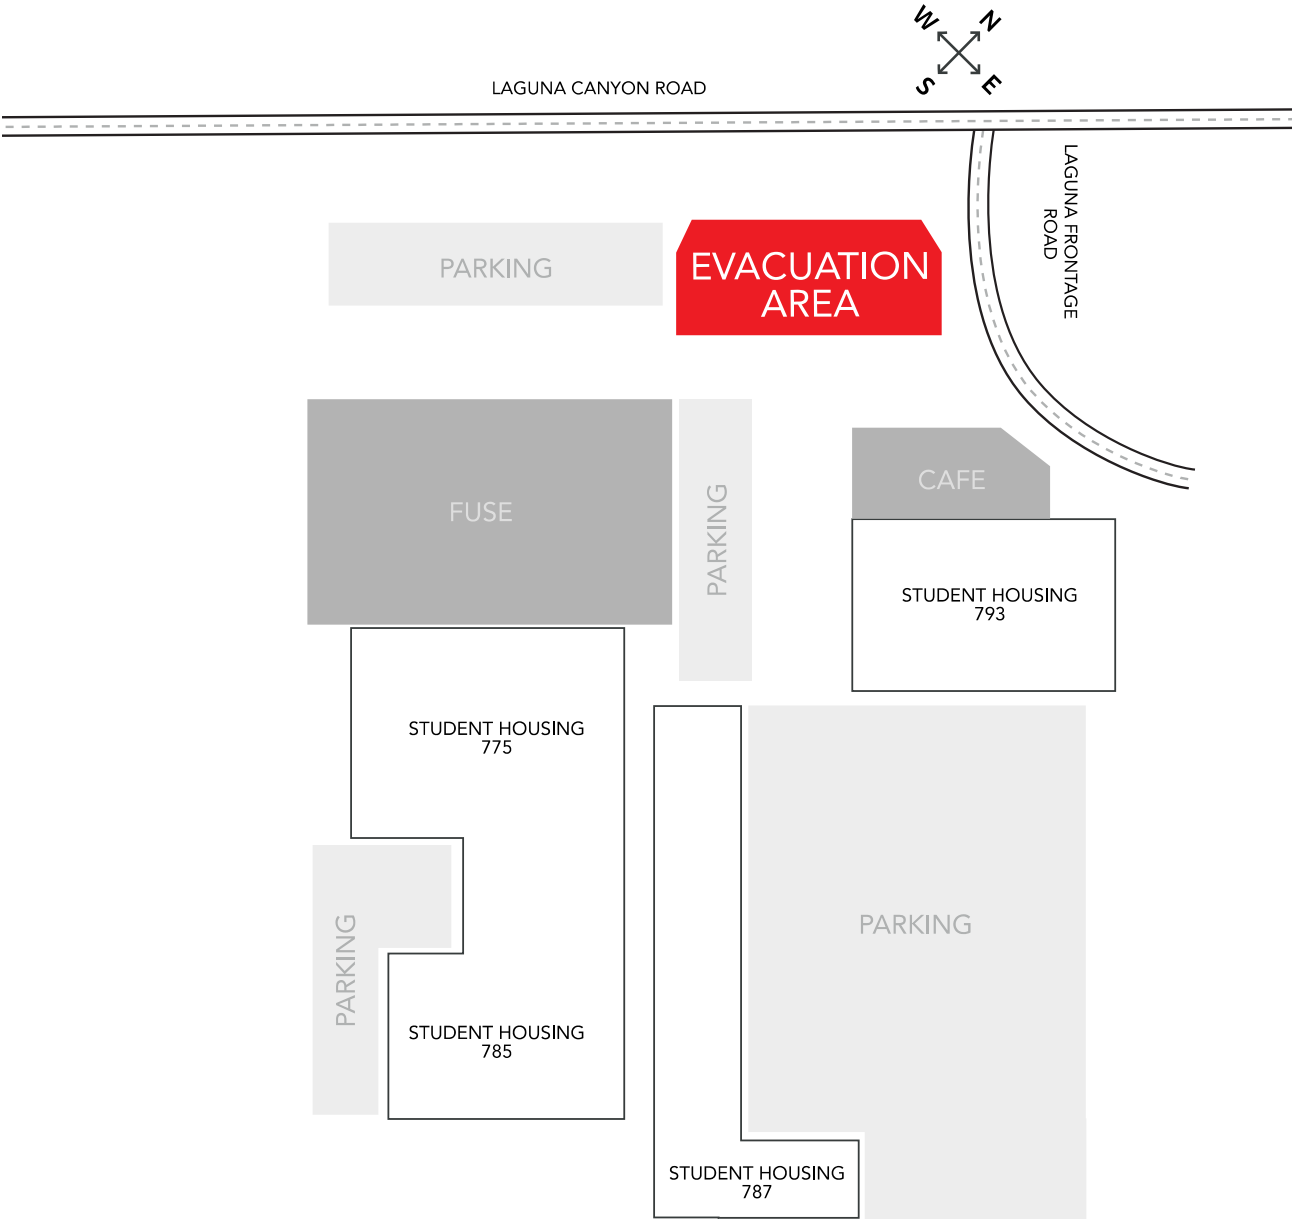 W N
S E
LAGUNA CANYON ROAD
LAGUNA FRONTAGE
ROAD
PARKING
EVACUATION
AREA
FUSE
PARKING
CAFE
STUDENT HOUSING
793
STUDENT HOUSING
775
PARKING
PARKING
STUDENT HOUSING
785
STUDENT HOUSING
787